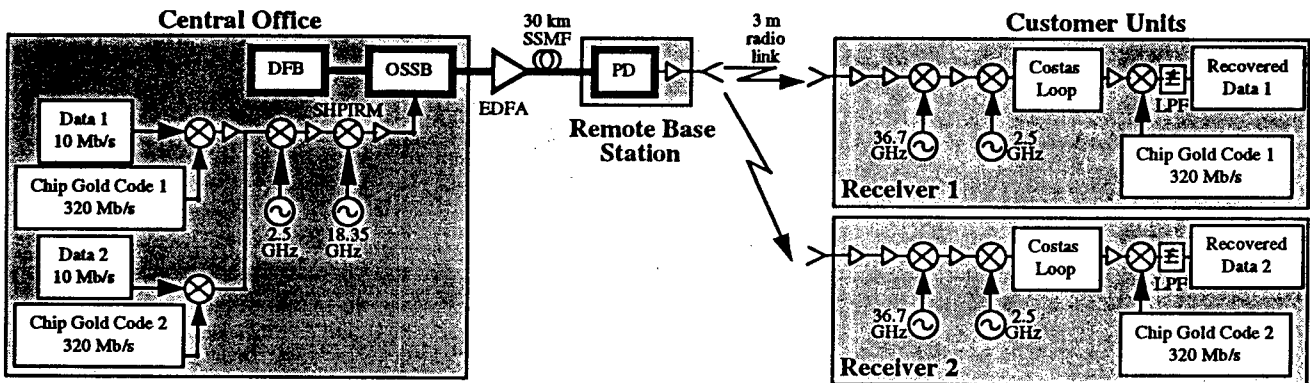 Central Office
DFB
OSSB
SHPIRM
Data 1
10 Mb/s
Chip Gold Code 1
320 Mb/s
2.5
GHz
18.35
GHz
Data 2
10 Mb/s
Chip Gold Code 2
320 Mb/s
EDFA
30 km
SSMF
PD
Remote Base
Station
3 m
radio
link
Customer Units
Costas
Loop
LPF
Recovered
Data 1
36.7
GHz
2.5
GHz
Chip Gold Code 1
320 Mb/s
Receiver 1
Costas
Loop
LPF
Recovered
Data 2
36.7
GHz
2.5
GHz
Chip Gold Code 2
320 Mb/s
Receiver 2